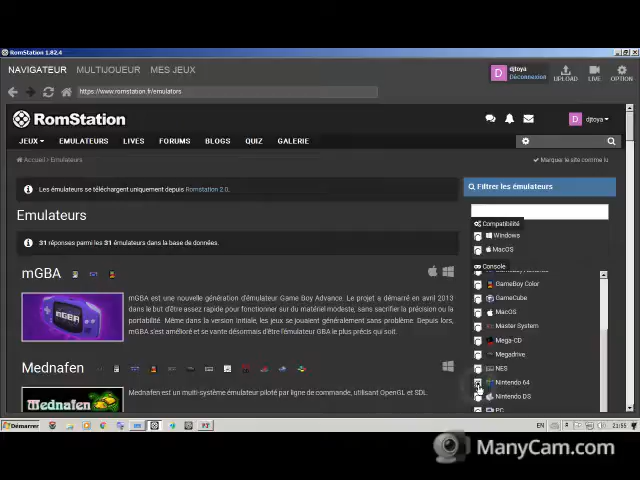 RomStation 1.82.4
NAVIGATEUR MULTIJOUEUR MES JEUX
djtoya
Déconnexion
UPLOAD LIVE OPTION
https://www.romstation.fr/emulators
RomStation
D djtoya
JEUX EMULATEURS LIVES FORUMS BLOGS QUIZ GALERIE
Accueil › Emulateurs
Marquer le site comme lu
Les émulateurs se téléchargent uniquement depuis Romstation 2.0.
Filtrer les émulateurs
Emulateurs
31 réponses parmi les 31 émulateurs dans la base de données.
Compatibilité
Windows
MacOS
Console
GameBoy Color
GameCube
MacOS
Master System
Mega-CD
Megadrive
NES
Nintendo 64
Nintendo DS
PC
mGBA
mGBA est une nouvelle génération d'émulateur Game Boy Advance. Le projet a démarré en avril 2013
dans le but d'être assez rapide pour fonctionner sur du matériel modeste, sans sacrifier la précision ou la
portabilité. Même dans la version initiale, les jeux se jouaient généralement sans problème. Depuis lors,
mGBA s'est amélioré et se vante désormais d'être l'émulateur GBA le plus précis qui soit.
MGBA
Mednafen
Mednafen est un multi-système émulateur piloté par ligne de commande, utilisant OpenGL et SDL.
Mednafen
Démarrer
EN
21:55
ManyCam.com